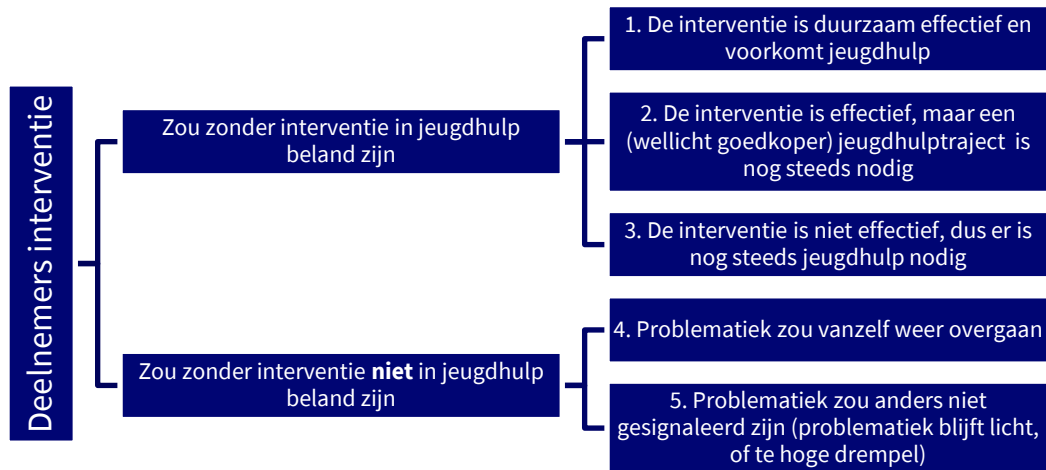 Deelnemers interventie
Zou zonder interventie in jeugdhulp
beland zijn
1. De interventie is duurzaam effectief en
voorkomt jeugdhulp
2. De interventie is effectief, maar een
(wellicht goedkoper) jeugdhulptraject is
nog steeds nodig
3. De interventie is niet effectief, dus er is
nog steeds jeugdhulp nodig
Zou zonder interventie niet in jeugdhulp
beland zijn
4. Problematiek zou vanzelf weer overgaan
5. Problematiek zou anders niet
gesignaleerd zijn (problematiek blijft licht,
of te hoge drempel)